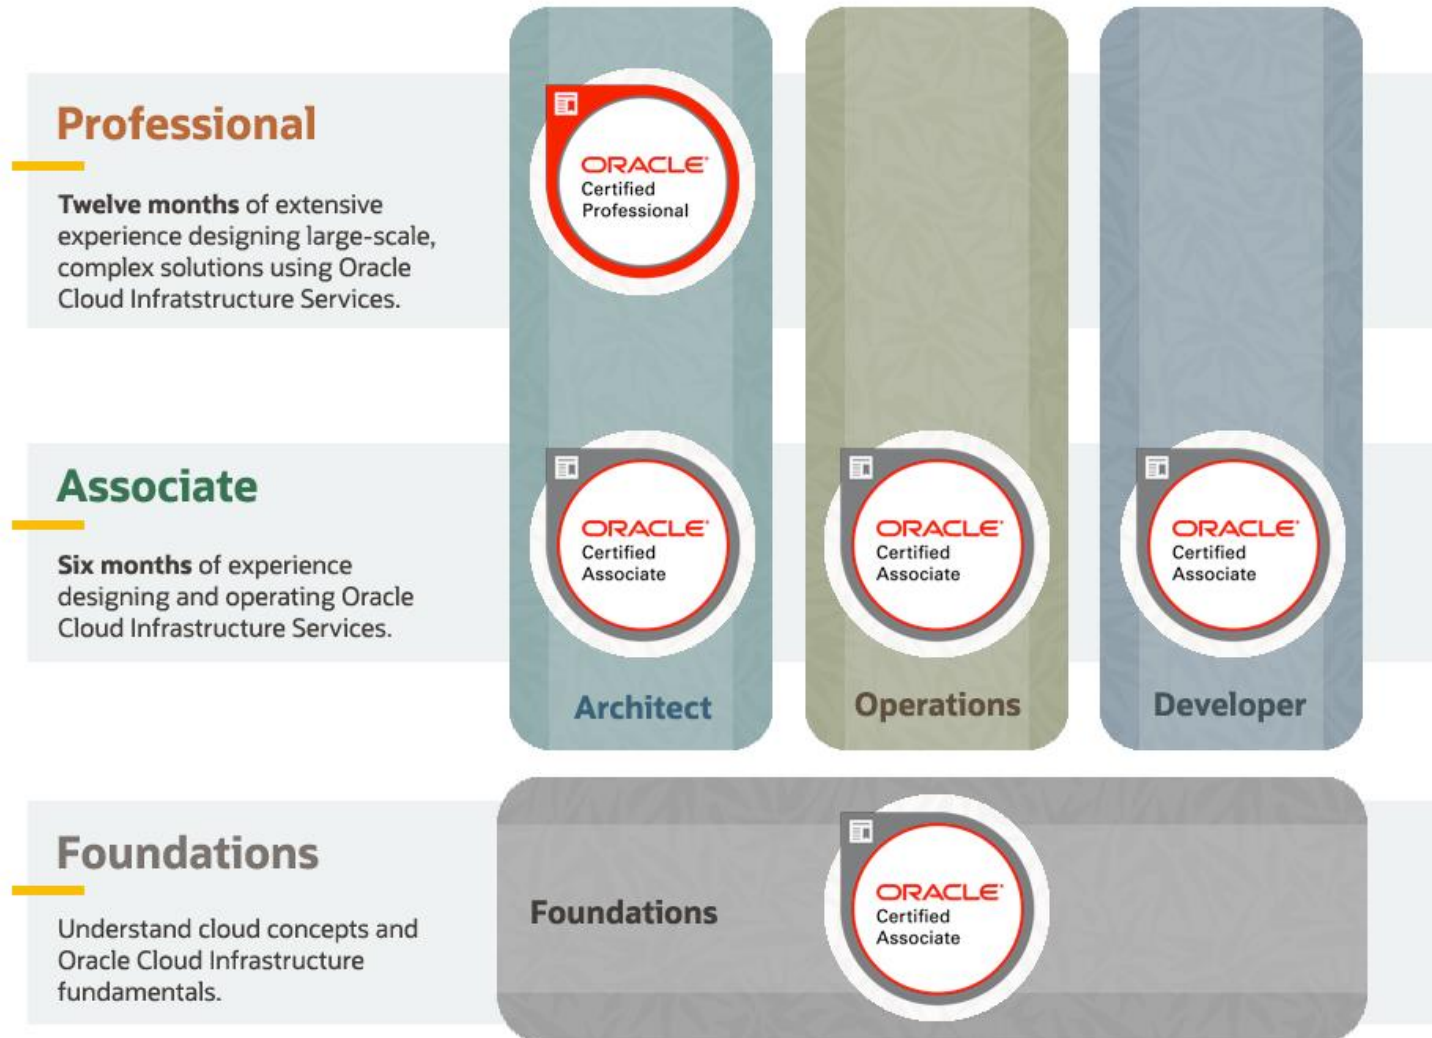 Professional
Twelve months of extensive
experience designing large-scale,
complex solutions using Oracle
Cloud Infratstructure Services.
ORACLE®
Certified
Professional
Associate
Six months of experience
designing and operating Oracle
Cloud Infrastructure Services.
ORACLE®
Certified
Associate
ORACLE®
Certified
Associate
ORACLE®
Certified
Associate
Architect
Operations
Developer
Foundations
Understand cloud concepts and
Oracle Cloud Infrastructure
fundamentals.
Foundations
ORACLE®
Certified
Associate